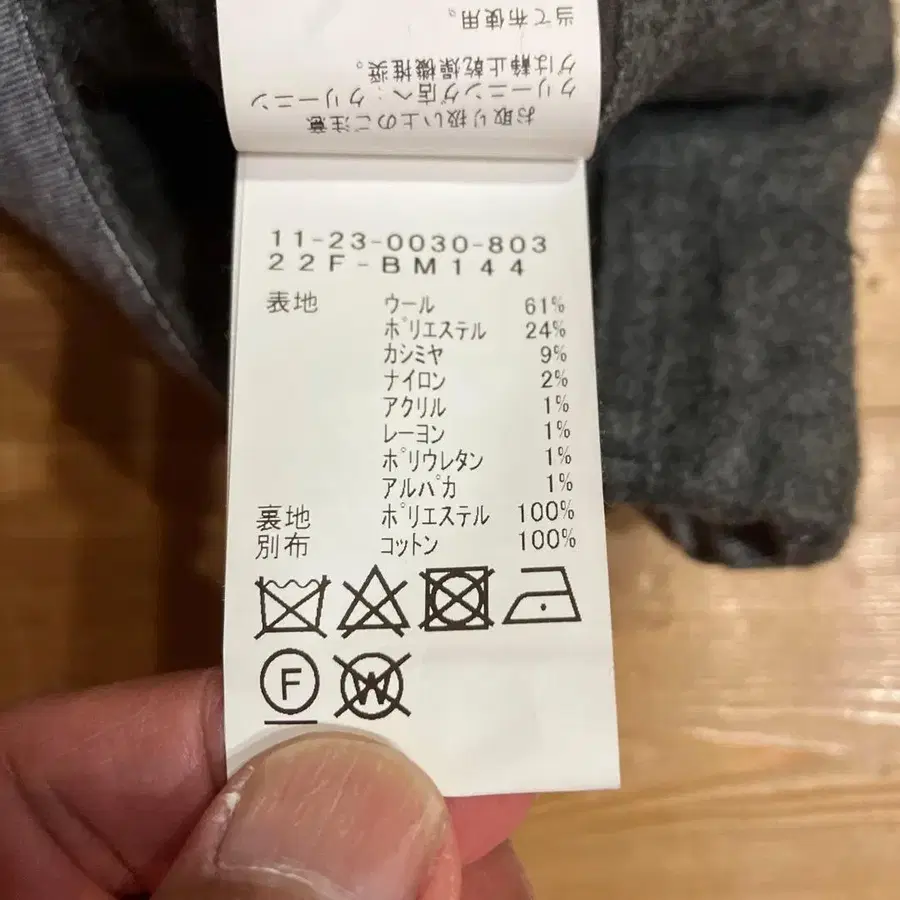 当て布使用。
グは静止乾燥機推奨。
クリーニング店へ：クリーニン
お取り扱い上のご注意
11-23-0030-803
22F-BM144
表地 ウール 61%
ポリエステル 24%
カシミヤ 9%
ナイロン 2%
アクリル 1%
レーヨン 1%
ポリウレタン 1%
アルパカ 1%
裏地 ポリエステル 100%
別布 コットン 100%
F W